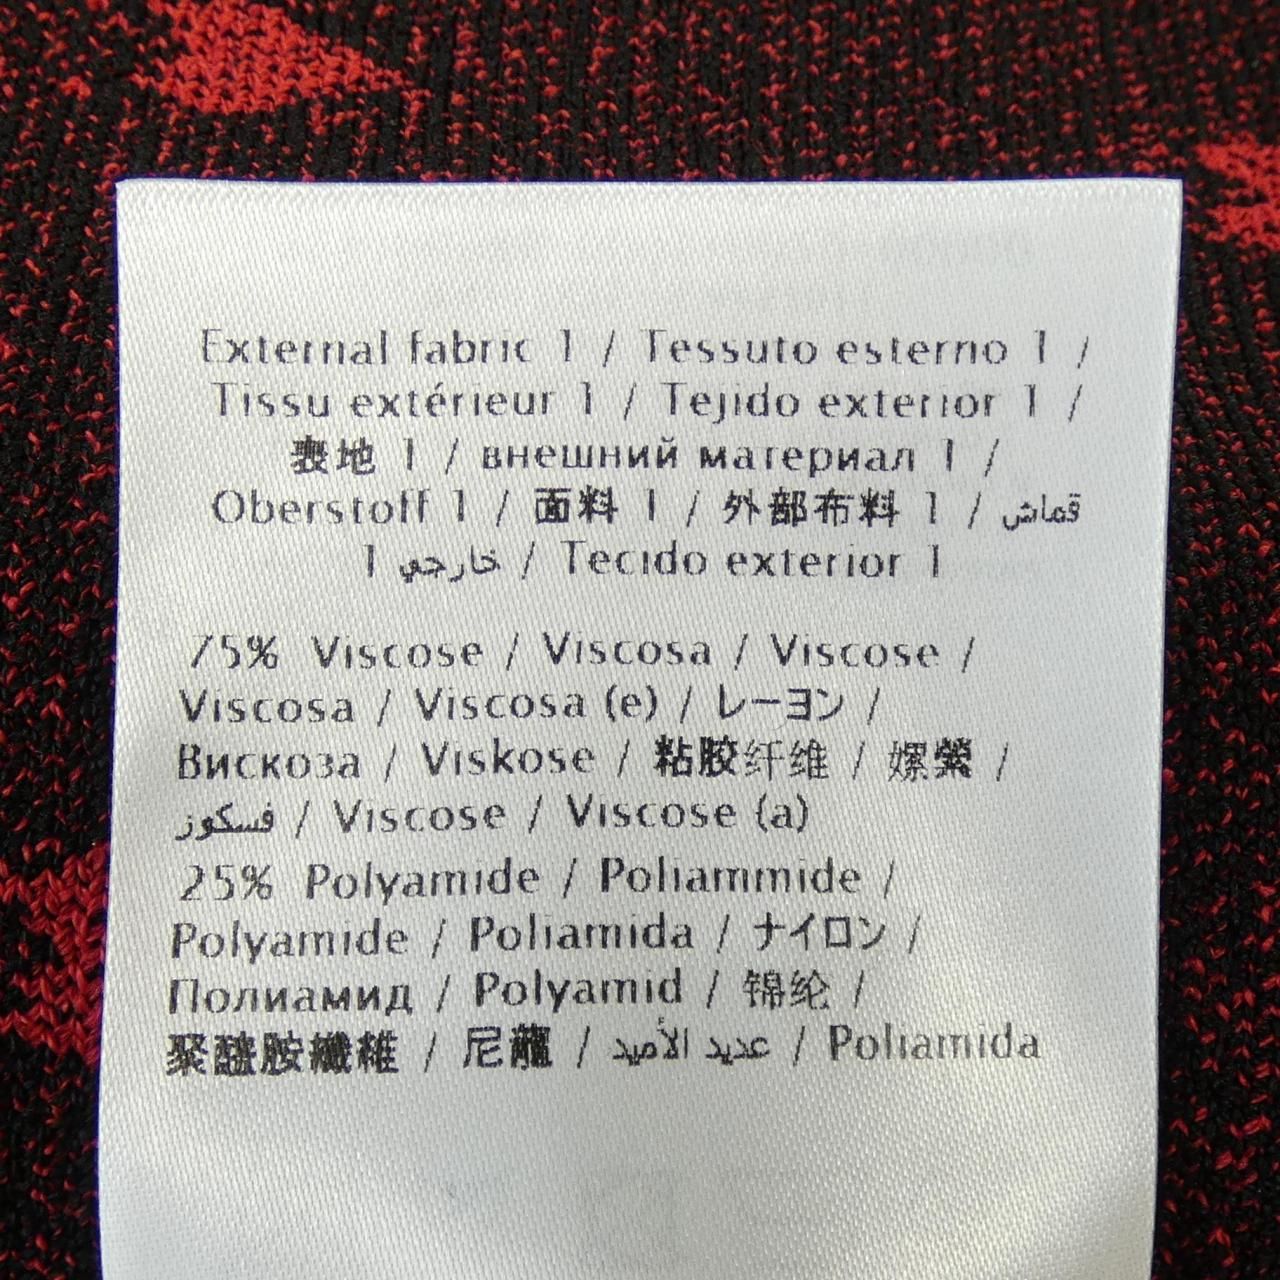 External fabric 1 / Tessuto esterno 1 /
Tissu extérieur 1 / Tejido exterior 1 /
表地 1 / внешний материал 1 /
Oberstoff 1 / 面料 1 / 外部布料 1 / قماش
خارجي 1 / Tecido exterior 1
75% Viscose / Viscosa / Viscose /
Viscosa / Viscosa (e) / レーヨン /
Вискоза / Viskose / 粘胶纤维 / 嫘縈 /
فسكوز / Viscose / Viscose (a)
25% Polyamide / Poliammide /
Polyamide / Poliamida / ナイロン /
Полиамид / Polyamid / 锦纶 /
聚醯胺纖維 / 尼龍 / عديد الأميد / Poliamida